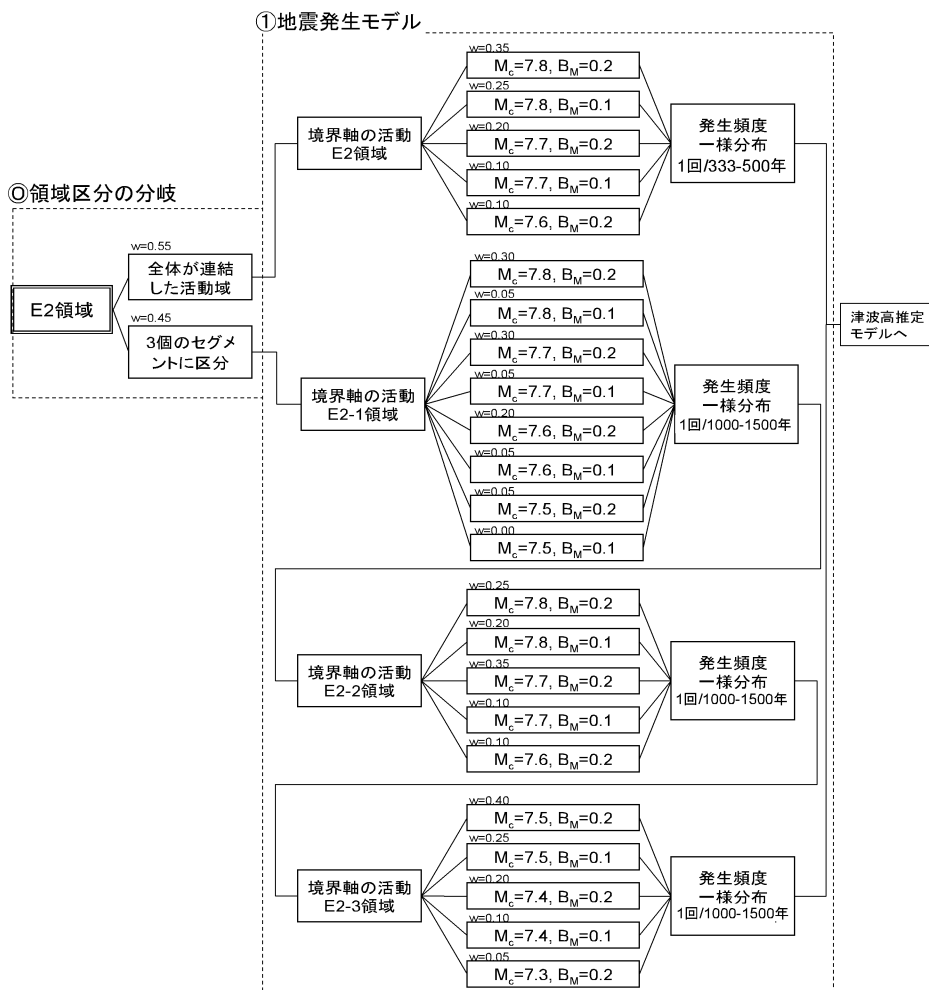 ①地震発生モデル
⓪領域区分の分岐
E2領域
w=0.55
全体が連結
した活動域
w=0.45
3個のセグメ
ントに区分
境界軸の活動
E2領域
w=0.35
Mc=7.8, BM=0.2
w=0.25
Mc=7.8, BM=0.1
w=0.20
Mc=7.7, BM=0.2
w=0.10
Mc=7.7, BM=0.1
w=0.10
Mc=7.6, BM=0.2
発生頻度
一様分布
1回/333-500年
境界軸の活動
E2-1領域
w=0.30
Mc=7.8, BM=0.2
w=0.05
Mc=7.8, BM=0.1
w=0.30
Mc=7.7, BM=0.2
w=0.05
Mc=7.7, BM=0.1
w=0.20
Mc=7.6, BM=0.2
w=0.05
Mc=7.6, BM=0.1
w=0.05
Mc=7.5, BM=0.2
w=0.00
Mc=7.5, BM=0.1
発生頻度
一様分布
1回/1000-1500年
津波高推定
モデルへ
境界軸の活動
E2-2領域
w=0.25
Mc=7.8, BM=0.2
w=0.20
Mc=7.8, BM=0.1
w=0.35
Mc=7.7, BM=0.2
w=0.10
Mc=7.7, BM=0.1
w=0.10
Mc=7.6, BM=0.2
発生頻度
一様分布
1回/1000-1500年
境界軸の活動
E2-3領域
w=0.40
Mc=7.5, BM=0.2
w=0.25
Mc=7.5, BM=0.1
w=0.20
Mc=7.4, BM=0.2
w=0.10
Mc=7.4, BM=0.1
w=0.05
Mc=7.3, BM=0.2
発生頻度
一様分布
1回/1000-1500年